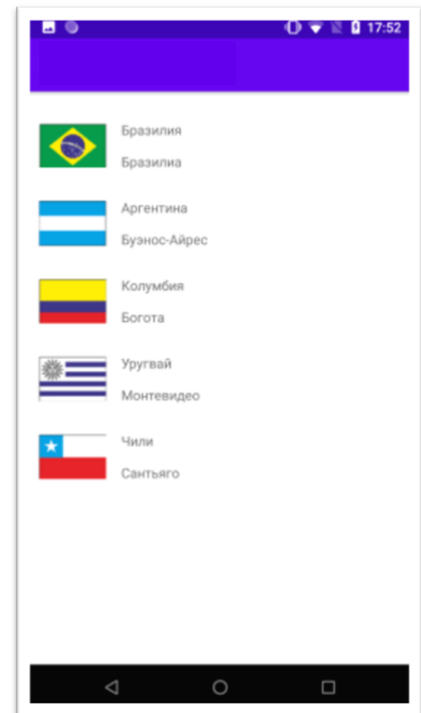 17:52
Бразилия
Бразилиа
Аргентина
Буэнос-Айрес
Колумбия
Богота
Уругвай
Монтевидео
Чили
Сантьяго